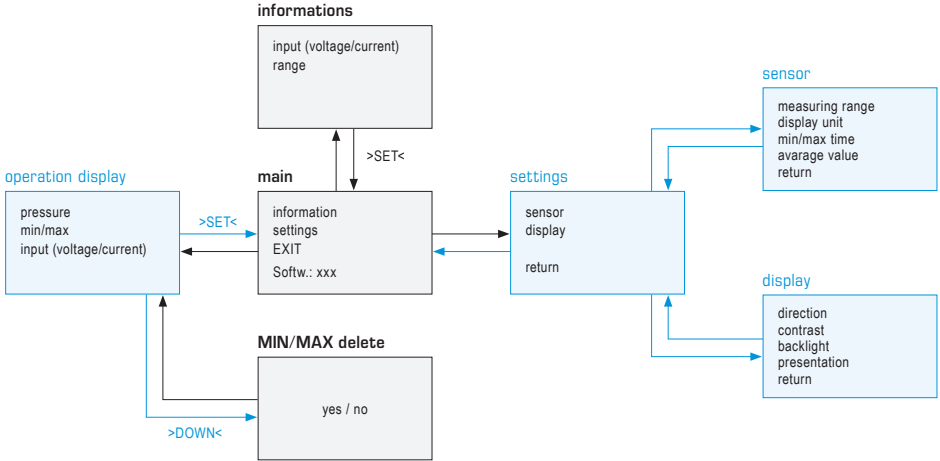 informations
input (voltage/current)
range
>SET<
operation display
pressure
min/max
input (voltage/current)
>SET<
main
information
settings
EXIT
Softw.: xxx
settings
sensor
display
return
sensor
measuring range
display unit
min/max time
avarage value
return
display
direction
contrast
backlight
presentation
return
MIN/MAX delete
yes / no
>DOWN<